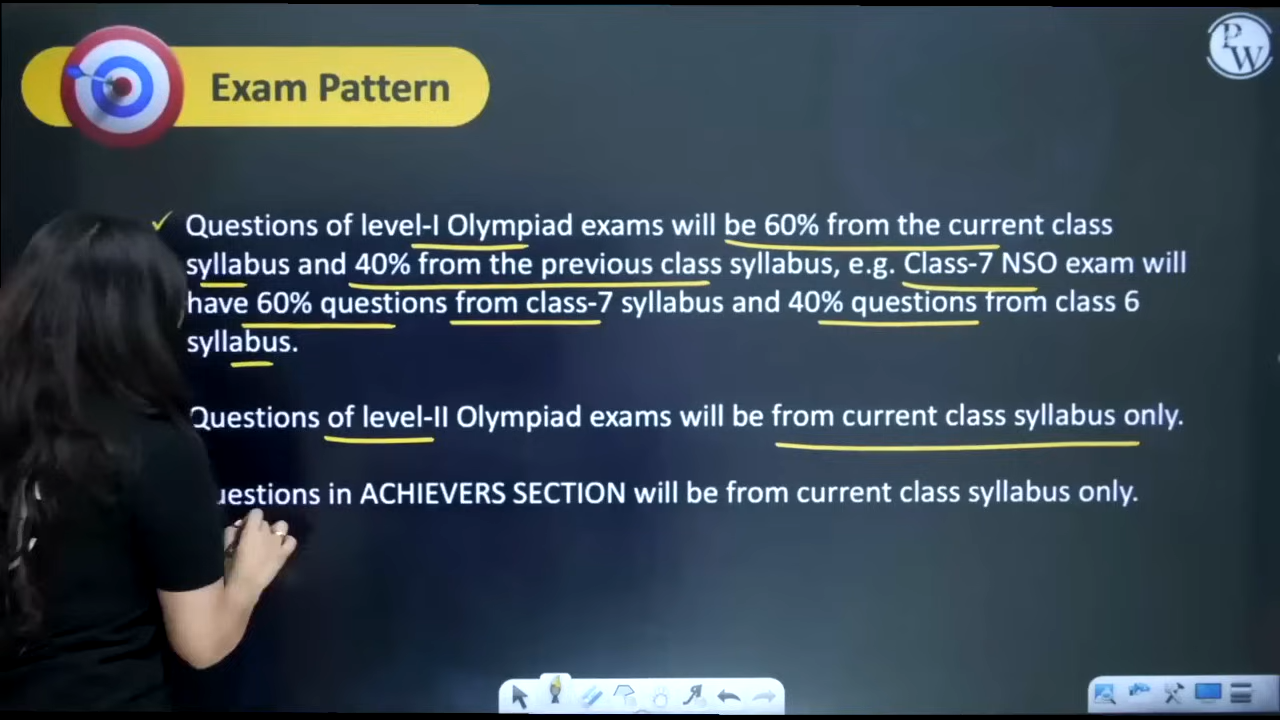 PW
Exam Pattern
Questions of level-I Olympiad exams will be 60% from the current class
syllabus and 40% from the previous class syllabus, e.g. Class-7 NSO exam will
have 60% questions from class-7 syllabus and 40% questions from class 6
syllabus.
Questions of level-II Olympiad exams will be from current class syllabus only.
uestions in ACHIEVERS SECTION will be from current class syllabus only.